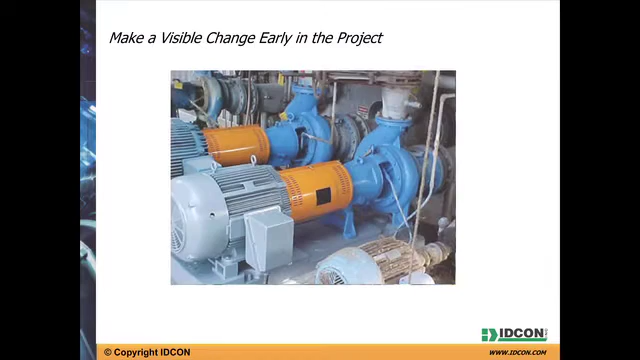 Make a Visible Change Early in the Project
IDCON
© Copyright IDCON
WWW.IDCON.COM